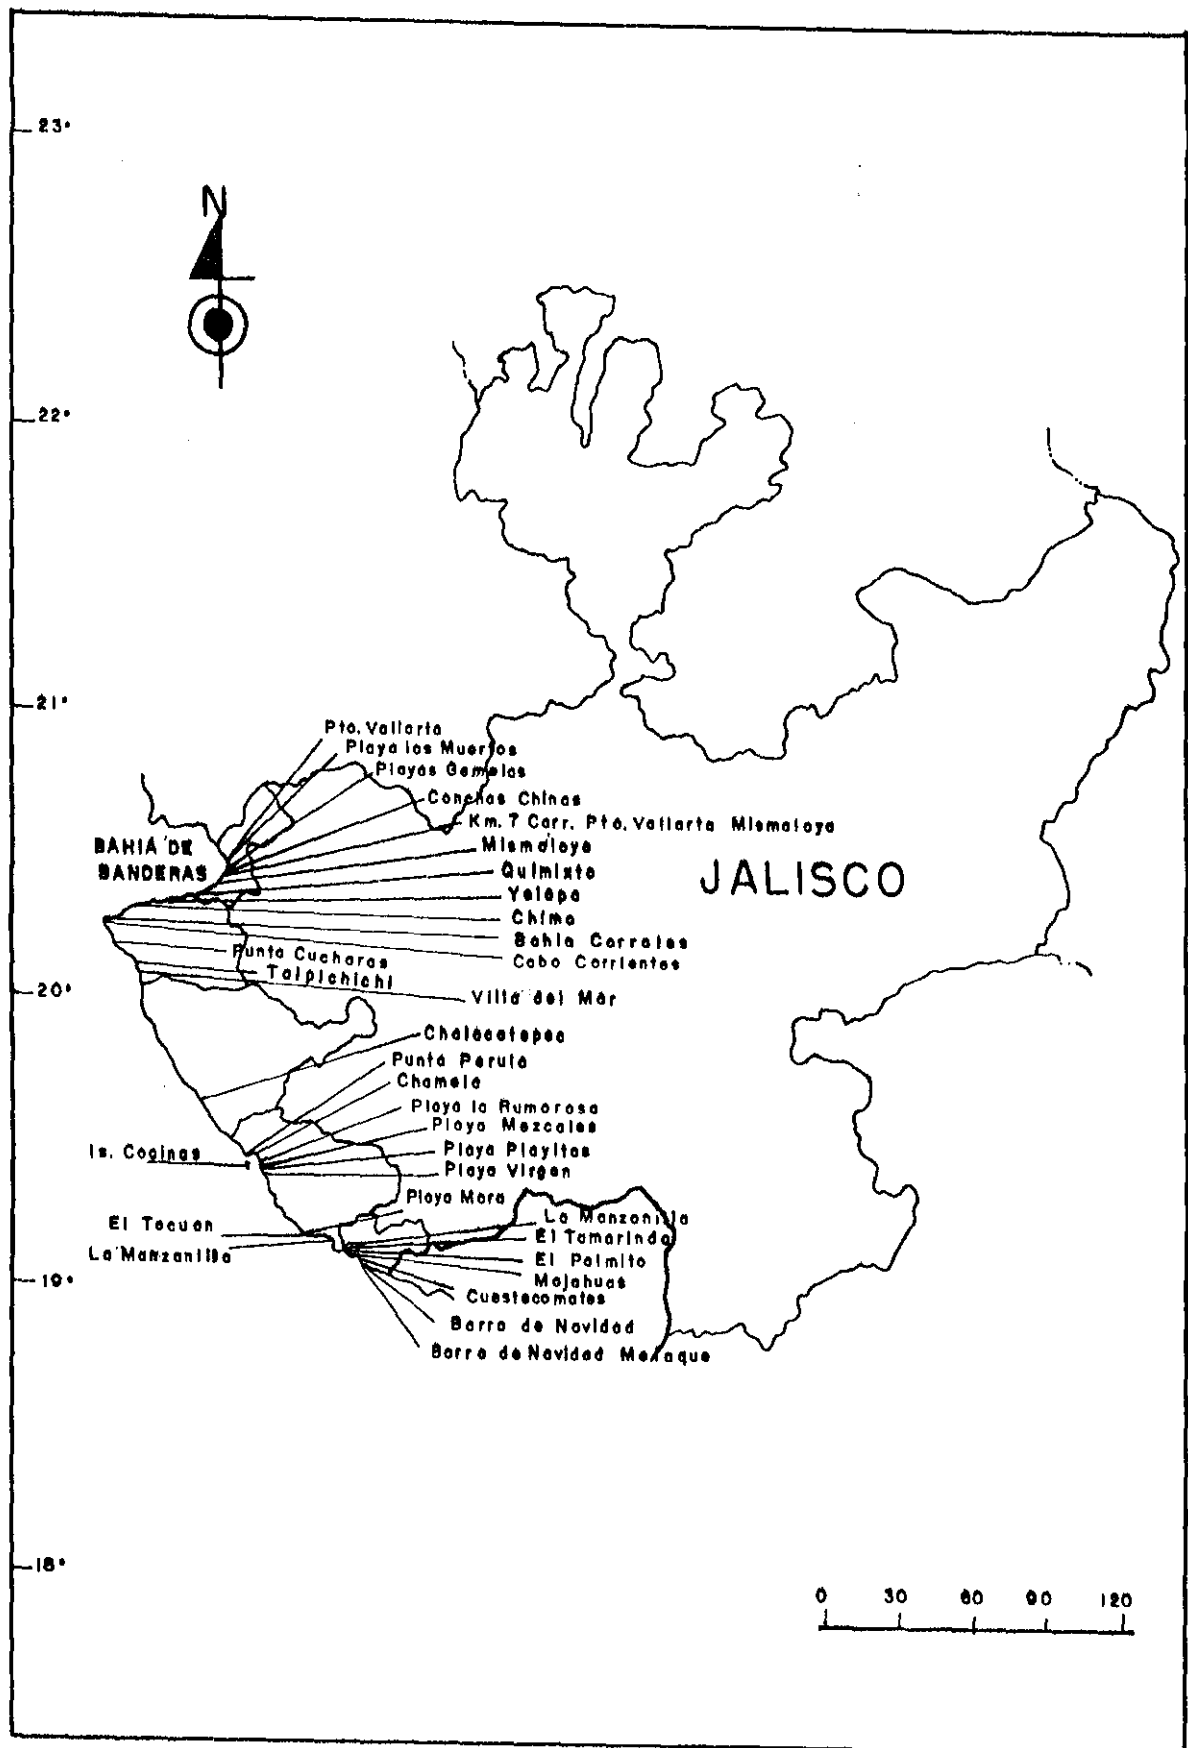 23°
N
22°
21°
Pto. Vallarta
Playa los Muertos
Playas Gemelas
Conchas Chinas
Km. 7 Carr. Pto. Vallarta Mismaloya
BAHIA DE
BANDERAS
Mismaloya
JALISCO
Quimixto
Yelapa
Chimo
Bahia Corrales
Cabo Corrientes
Punta Cucharas
Talpichichi
20°
Villa del Mar
Chalacatepec
Punta Perula
Chamela
Playa la Rumorosa
Playa Mezcales
Is. Cocinas
Playa Playitas
Playa Virgen
Playa Mora
La Manzanilla
El Tecuan
El Tamarindo
La Manzanilla
El Palmito
Majahuas
19°
Cuastecomates
Barra de Navidad
Barra de Navidad Melaque
18°
0 30 60 90 120